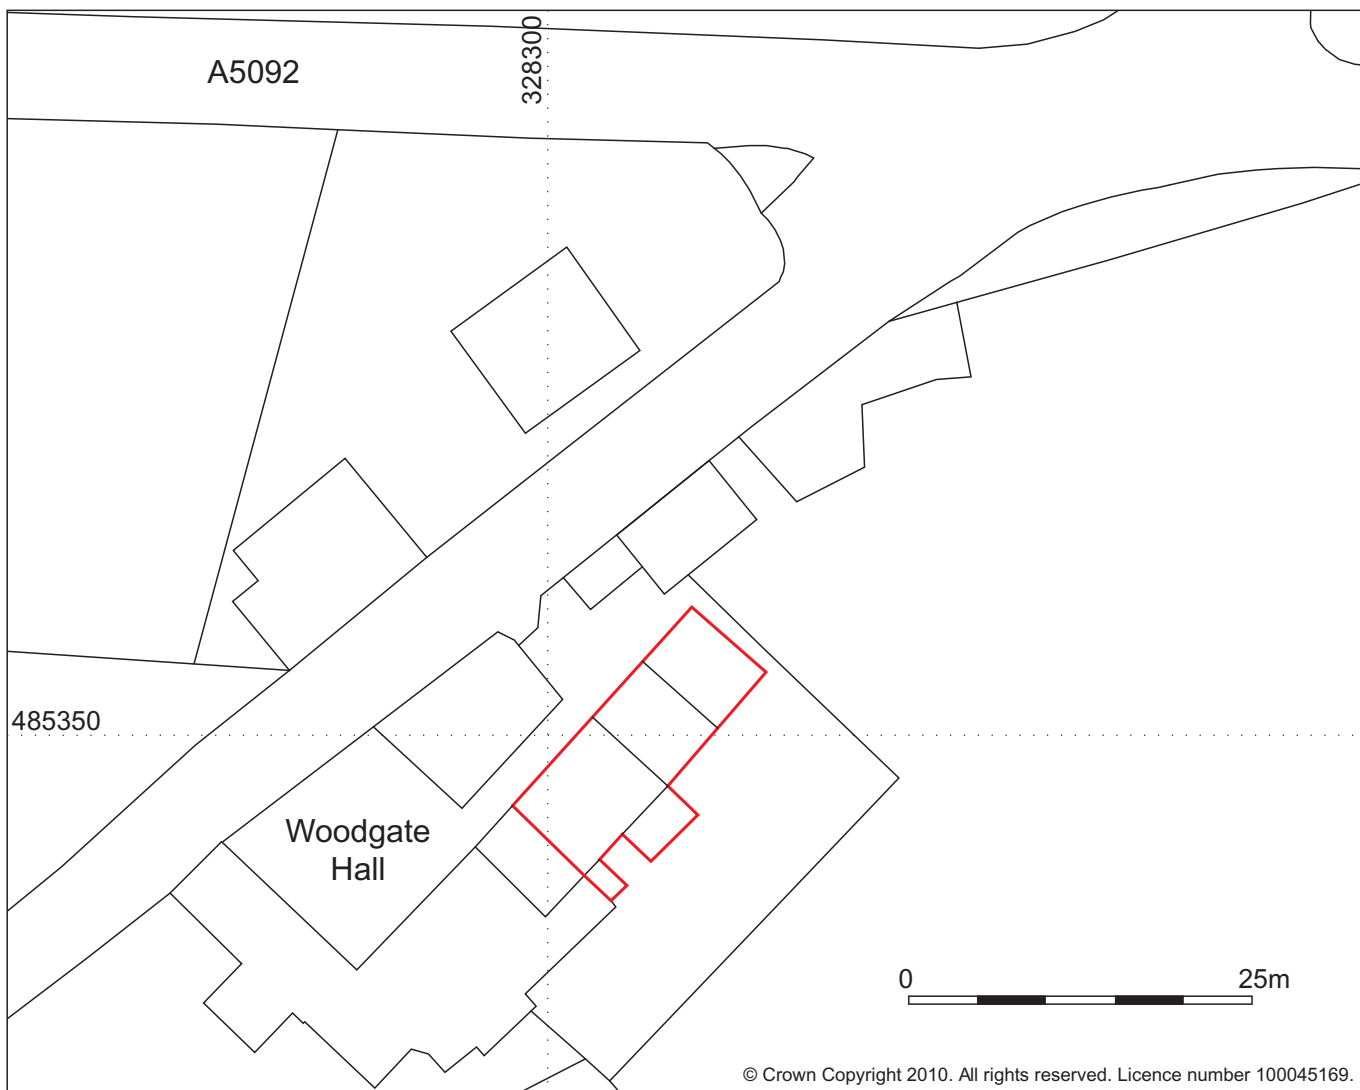 A5092
328300
485350
Woodgate
Hall
0 25m
© Crown Copyright 2010. All rights reserved. Licence number 100045169.